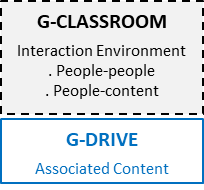 G-CLASSROOM
Interaction Environment
. People-people
. People-content
G-DRIVE
Associated Content